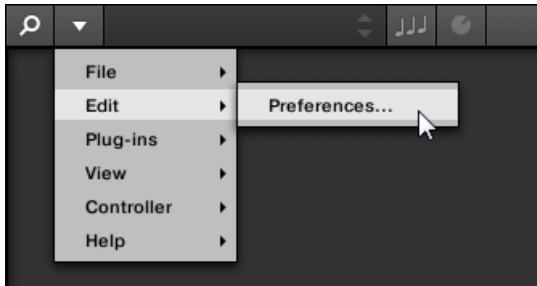 File
Edit
Preferences...
Plug-ins
View
Controller
Help